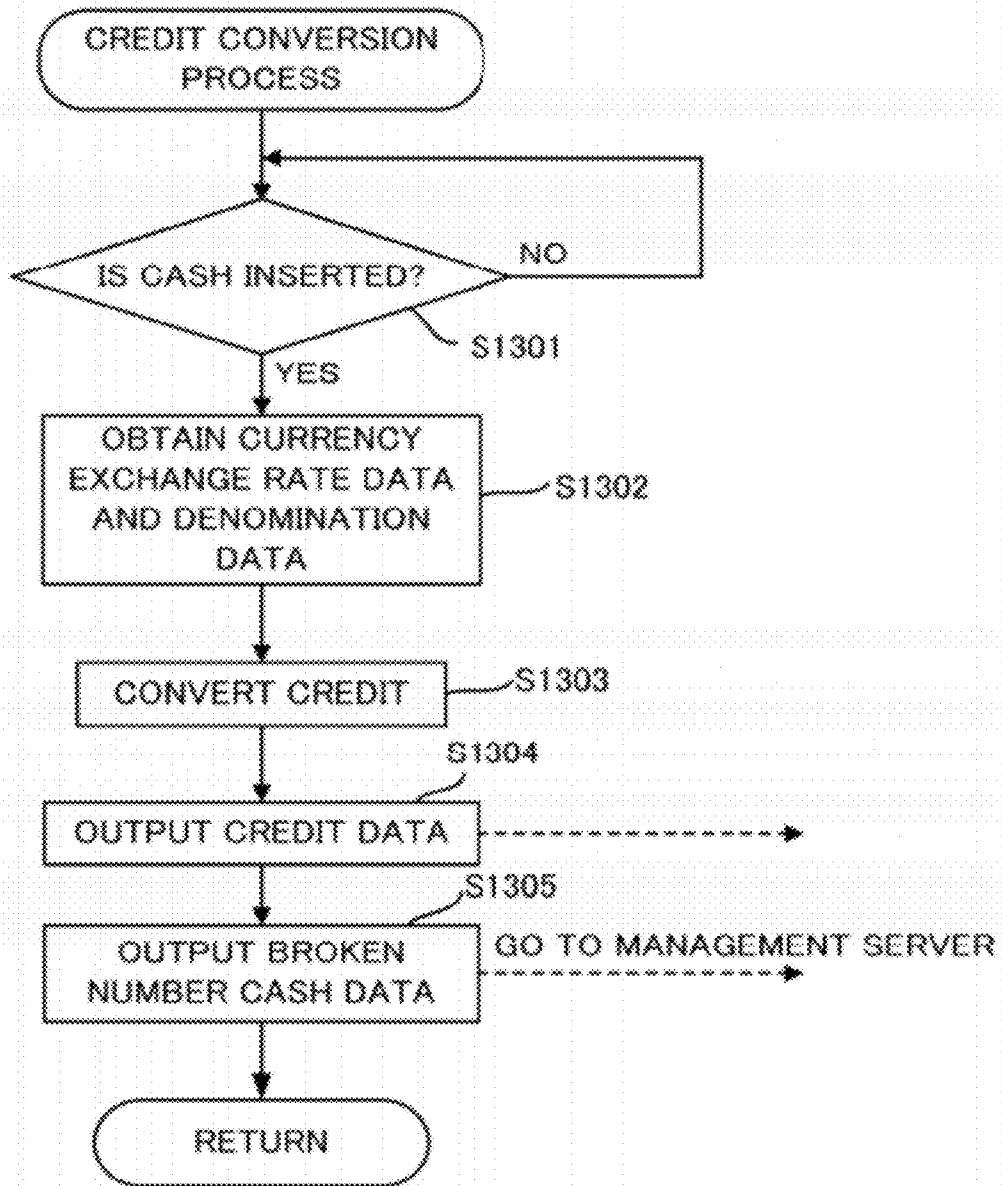 CREDIT CONVERSION
PROCESS
IS CASH INSERTED?
NO
S1301
YES
OBTAIN CURRENCY
EXCHANGE RATE DATA
AND DENOMINATION
DATA
S1302
CONVERT CREDIT
S1303
S1304
OUTPUT CREDIT DATA
S1305
OUTPUT BROKEN
NUMBER CASH DATA
GO TO MANAGEMENT SERVER
RETURN